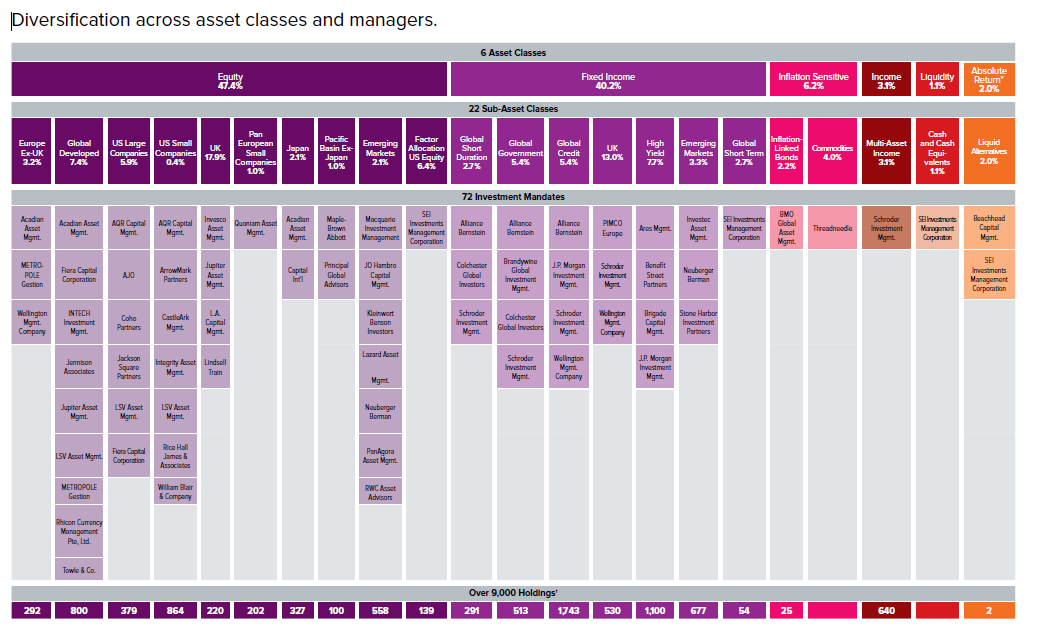 Diversification across asset classes and managers.
6 Asset Classes
Equity
47.4%
Fixed Income
40.2%
Inflation Sensitive
6.2%
Income
3.1%
Liquidity
1.1%
Absolute
Return*
2.0%
22 Sub-Asset Classes
Europe
Ex-UK
3.2%
Global
Developed
7.4%
US Large
Companies
5.9%
US Small
Companies
0.4%
UK
17.9%
Pan
European
Small
Companies
1.0%
Japan
2.1%
Pacific
Basin Ex-
Japan
1.0%
Emerging
Markets
2.1%
Factor
Allocation
US Equity
6.4%
Global
Short
Duration
2.7%
Global
Government
5.4%
Global
Credit
5.4%
UK
13.0%
High
Yield
7.7%
Emerging
Markets
3.3%
Global
Short Term
2.7%
Inflation-
Linked
Bonds
2.2%
Commodities
4.0%
Multi-Asset
Income
3.1%
Cash
and Cash
Equi-
valents
1.1%
Liquid
Alternatives
2.0%
72 Investment Mandates
Acadian
Asset
Mgmt.
METRO-
POLE
Gestion
Wellington
Mgmt.
Company
Acadian Asset
Mgmt.
Fiera Capital
Corporation
INTECH
Investment
Mgmt.
Jennison
Associates
Jupiter Asset
Mgmt.
LSV Asset Mgmt.
METROPOLE
Gestion
Rhicon Currency
Management
Pte, Ltd.
Towle & Co.
AQR Capital
Mgmt.
AJO
Coho
Partners
Jackson
Square
Partners
LSV Asset
Mgmt.
Fiera Capital
Corporation
AQR Capital
Mgmt.
ArrowMark
Partners
CastleArk
Mgmt.
Integrity Asset
Mgmt.
LSV Asset
Mgmt.
Rice Hall
James &
Associates
William Blair
& Company
Invesco
Asset
Mgmt.
Jupiter
Asset
Mgmt.
L.A.
Capital
Mgmt.
Lindsell
Train
Quoniam Asset
Mgmt.
Acadian
Asset
Mgmt.
Capital
Int'l
Maple-
Brown
Abbott
Principal
Global
Advisors
Macquarie
Investment
Management
JO Hambro
Capital
Mgmt.
Kleinwort
Benson
Investors
Lazard Asset
Mgmt.
Neuberger
Berman
PanAgora
Asset Mgmt.
RWC Asset
Advisors
SEI
Investments
Management
Corporation
Alliance
Bernstein
Colchester
Global
Investors
Schroder
Investment
Mgmt.
Alliance
Bernstein
Brandywine
Global
Investment
Mgmt.
Colchester
Global Investors
Schroder
Investment
Mgmt.
Alliance
Bernstein
J.P. Morgan
Investment
Mgmt.
Schroder
Investment
Mgmt.
Wellington
Mgmt.
Company
PIMCO
Europe
Schroder
Investment
Mgmt.
Wellington
Mgmt.
Company
Ares Mgmt.
Benefit
Street
Partners
Brigade
Capital
Mgmt.
J.P. Morgan
Investment
Mgmt.
Investec
Asset
Mgmt.
Neuberger
Berman
Stone Harbor
Investment
Partners
SEI Investments
Management
Corporation
BMO
Global
Asset
Mgmt.
Threadneedle
Schroder
Investment
Mgmt.
SEI Investments
Management
Corporation
Beachhead
Capital
Mgmt.
SEI
Investments
Management
Corporation
Over 9,000 Holdings†
292 800 379 864 220 202 327 100 558 139 291 513 1,743 530 1,100 677 54 25 640 2